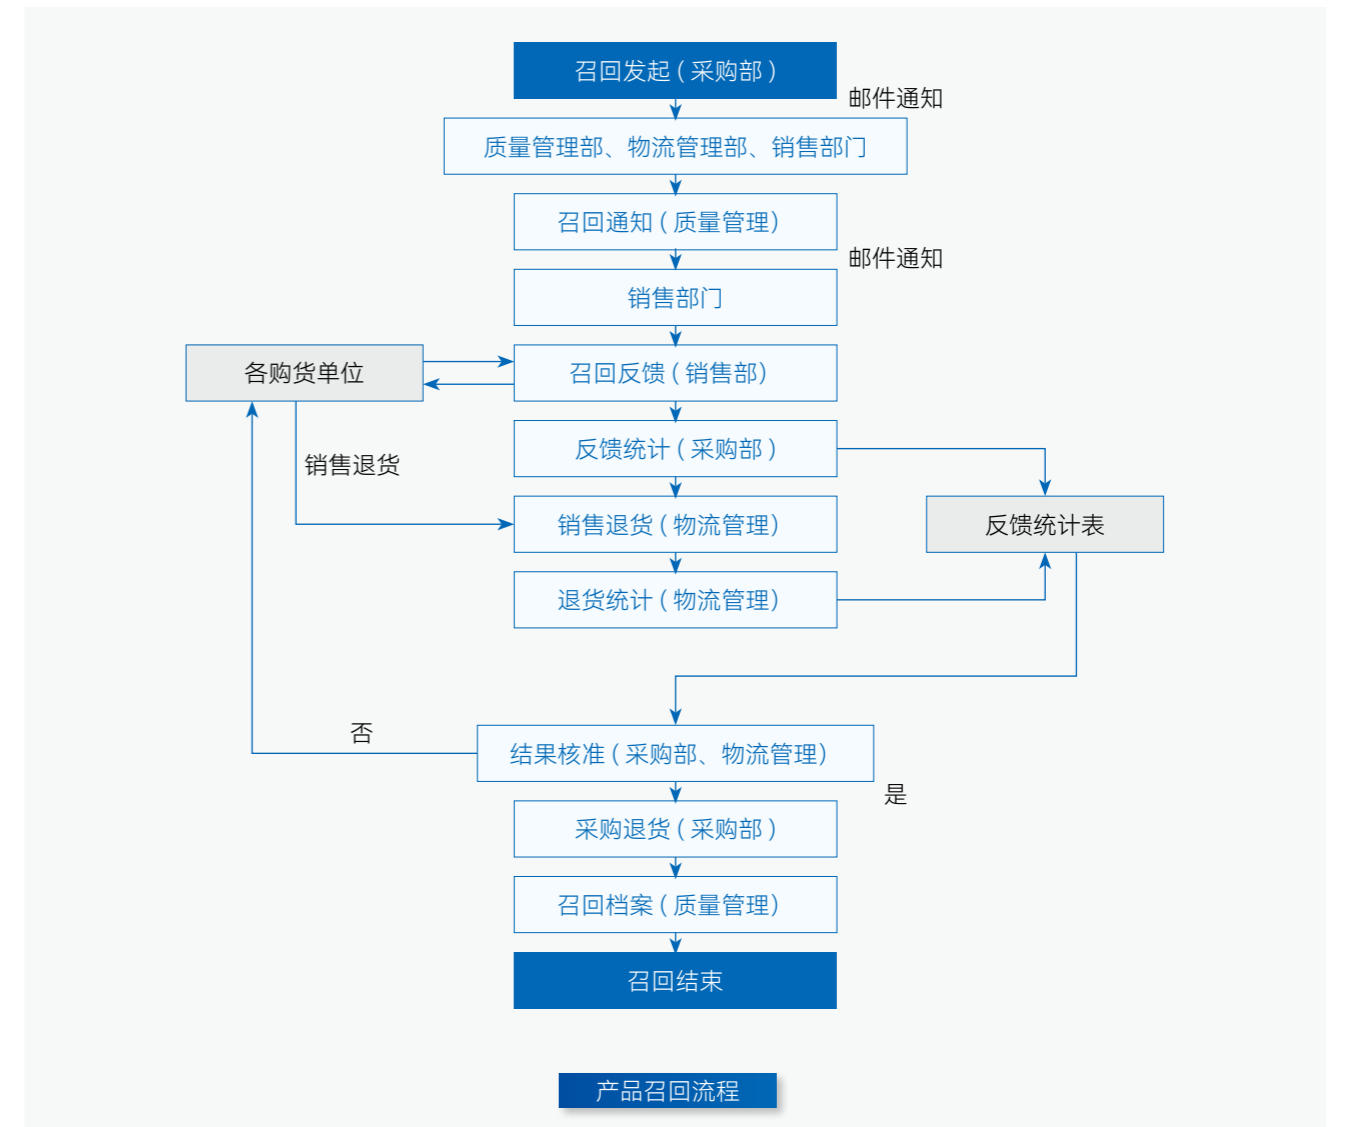 召回发起（采购部）
邮件通知
质量管理部、物流管理部、销售部门
召回通知（质量管理）
邮件通知
销售部门
各购货单位
召回反馈（销售部）
反馈统计（采购部）
销售退货
销售退货（物流管理）
反馈统计表
退货统计（物流管理）
否
结果核准（采购部、物流管理）
是
采购退货（采购部）
召回档案（质量管理）
召回结束
产品召回流程